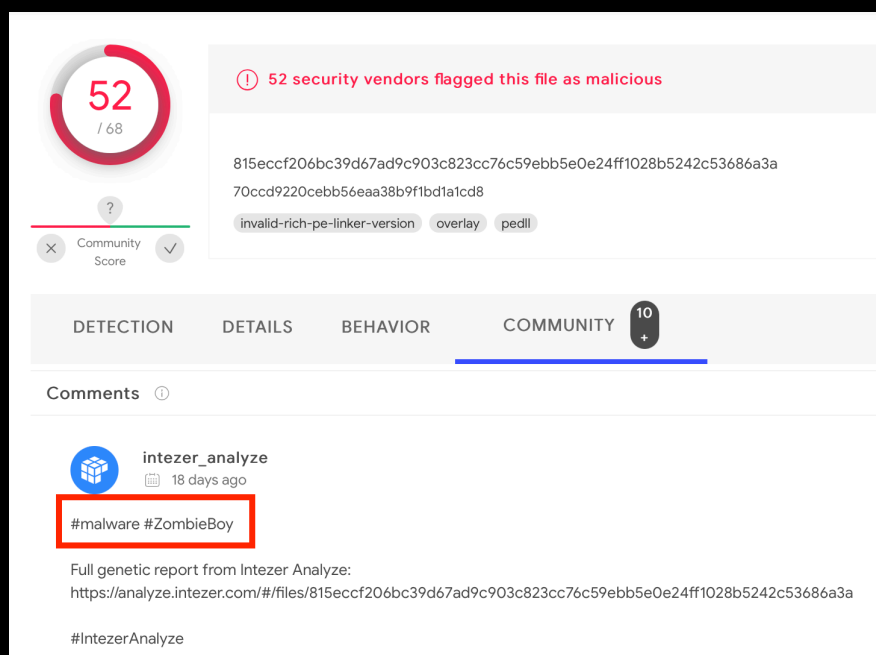 52
/ 68
52 security vendors flagged this file as malicious
815eccf206bc39d67ad9c903c823cc76c59ebb5e0e24ff1028b5242c53686a3a
70ccd9220cebb56eaa38b9f1bd1a1cd8
invalid-rich-pe-linker-version overlay pedll
?
Community
Score
DETECTION DETAILS BEHAVIOR COMMUNITY 10
+
Comments
intezer_analyze
18 days ago
#malware #ZombieBoy
Full genetic report from Intezer Analyze:
https://analyze.intezer.com/#/files/815eccf206bc39d67ad9c903c823cc76c59ebb5e0e24ff1028b5242c53686a3a
#IntezerAnalyze